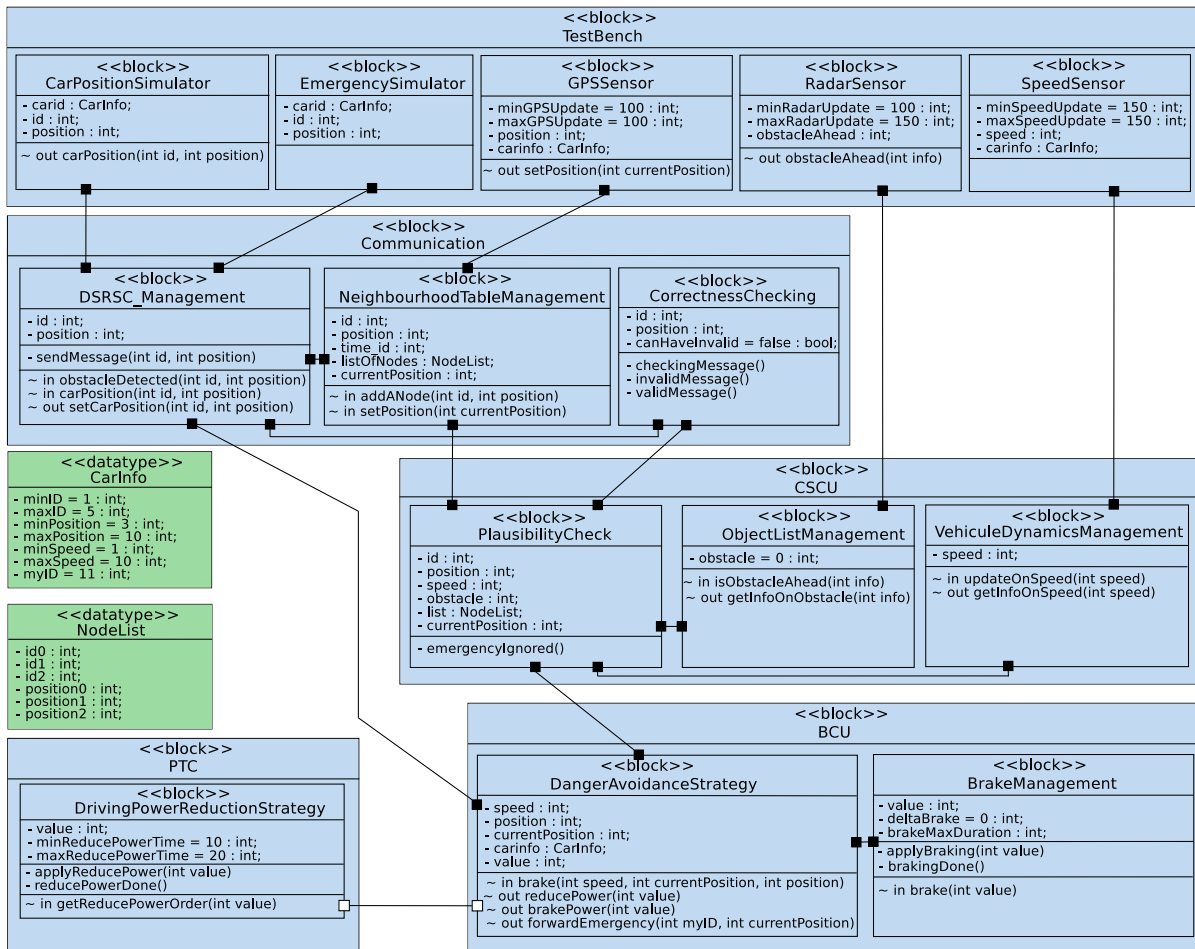 <<block>>
TestBench
<<block>>
CarPositionSimulator
- carid : CarInfo;
- id : int;
- position : int;
~ out carPosition(int id, int position)
<<block>>
EmergencySimulator
- carid : CarInfo;
- id : int;
- position : int;
<<block>>
GPSSensor
- minGPSUpdate = 100 : int;
- maxGPSUpdate = 100 : int;
- position : int;
- carinfo : CarInfo;
~ out setPosition(int currentPosition)
<<block>>
RadarSensor
- minRadarUpdate = 100 : int;
- maxRadarUpdate = 150 : int;
- obstacleAhead : int;
~ out obstacleAhead(int info)
<<block>>
SpeedSensor
- minSpeedUpdate = 150 : int;
- maxSpeedUpdate = 150 : int;
- speed : int;
- carinfo : CarInfo;
<<block>>
Communication
<<block>>
DSRSC_Management
- id : int;
- position : int;
- sendMessage(int id, int position)
~ in obstacleDetected(int id, int position)
~ in carPosition(int id, int position)
~ out setCarPosition(int id, int position)
<<block>>
NeighbourhoodTableManagement
- id : int;
- position : int;
- time_id : int;
- listOfNodes : NodeList;
- currentPosition : int;
~ in addANode(int id, int position)
~ in setPosition(int currentPosition)
<<block>>
CorrectnessChecking
- id : int;
- position : int;
- canHaveInvalid = false : bool;
- checkingMessage()
- invalidMessage()
- validMessage()
<<datatype>>
CarInfo
- minID = 1 : int;
- maxID = 5 : int;
- minPosition = 3 : int;
- maxPosition = 10 : int;
- minSpeed = 1 : int;
- maxSpeed = 10 : int;
- myID = 11 : int;
<<datatype>>
NodeList
- id0 : int;
- id1 : int;
- id2 : int;
- position0 : int;
- position1 : int;
- position2 : int;
<<block>>
CSCU
<<block>>
PlausibilityCheck
- id : int;
- position : int;
- speed : int;
- obstacle : int;
- list : NodeList;
- currentPosition : int;
- emergencyIgnored()
<<block>>
ObjectListManagement
- obstacle = 0 : int;
~ in isObstacleAhead(int info)
~ out getInfoOnObstacle(int info)
<<block>>
VehiculeDynamicsManagement
- speed : int;
~ in updateOnSpeed(int speed)
~ out getInfoOnSpeed(int speed)
<<block>>
PTC
<<block>>
DrivingPowerReductionStrategy
- value : int;
- minReducePowerTime = 10 : int;
- maxReducePowerTime = 20 : int;
- applyReducePower(int value)
- reducePowerDone()
~ in getReducePowerOrder(int value)
<<block>>
BCU
<<block>>
DangerAvoidanceStrategy
- speed : int;
- position : int;
- currentPosition : int;
- carinfo : CarInfo;
- value : int;
~ in brake(int speed, int currentPosition, int position)
~ out reducePower(int value)
~ out brakePower(int value)
~ out forwardEmergency(int myID, int currentPosition)
<<block>>
BrakeManagement
- value : int;
- deltaBrake = 0 : int;
- brakeMaxDuration : int;
- applyBraking(int value)
- brakingDone()
~ in brake(int value)